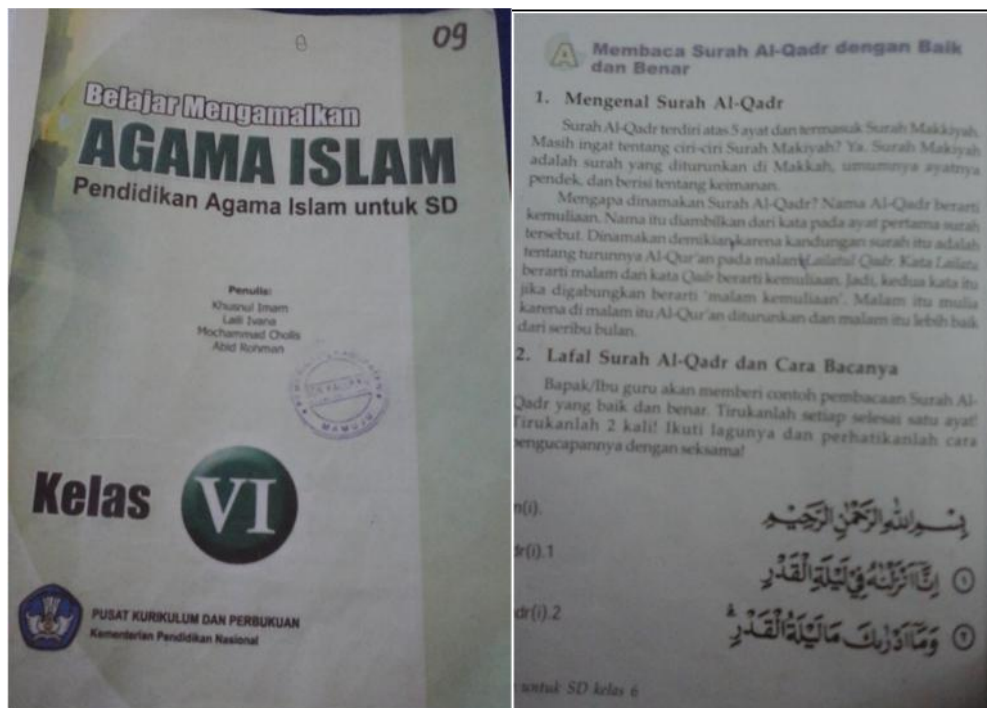 09
Belajar Mengamalkan
AGAMA ISLAM
Pendidikan Agama Islam untuk SD
Penulis:
Khusnul Imam
Laili Ivana
Mochammad Cholis
Abid Rohman
MAMUJU
Kelas VI
PUSAT KURIKULUM DAN PERBUKUAN
Kementerian Pendidikan Nasional
A Membaca Surah Al-Qadr dengan Baik
dan Benar
1. Mengenal Surah Al-Qadr
Surah Al-Qadr terdiri atas 5 ayat dan termasuk Surah Makkiyah.
Masih ingat tentang ciri-ciri Surah Makiyah? Ya. Surah Makiyah
adalah surah yang diturunkan di Makkah, umumnya ayatnya
pendek, dan berisi tentang keimanan.
Mengapa dinamakan Surah Al-Qadr? Nama Al-Qadr berarti
kemuliaan. Nama itu diambilkan dari kata pada ayat pertama surah
tersebut. Dinamakan demikian karena kandungan surah itu adalah
tentang turunnya Al-Qur'an pada malam Lailatul Qadr. Kata Lailatu
berarti malam dan kata Qadr berarti kemuliaan. Jadi, kedua kata itu
jika digabungkan berarti 'malam kemuliaan'. Malam itu mulia
karena di malam itu Al-Qur'an diturunkan dan malam itu lebih baik
dari seribu bulan.
2. Lafal Surah Al-Qadr dan Cara Bacanya
Bapak/Ibu guru akan memberi contoh pembacaan Surah Al-
Qadr yang baik dan benar. Tirukanlah setiap selesai satu ayat!
Tirukanlah 2 kali! Ikuti lagunya dan perhatikanlah cara
pengucapannya dengan seksama!
n(i).
بِسْمِ اللّٰهِ الرَّحْمٰنِ الرَّحِيْمِ
dr(i).1
اِنَّآ اَنْزَلْنٰهُ فِيْ لَيْلَةِ الْقَدْرِ ١
dr(i).2
وَمَآ اَدْرٰىكَ مَا لَيْلَةُ الْقَدْرِۗ ٢
untuk SD kelas 6